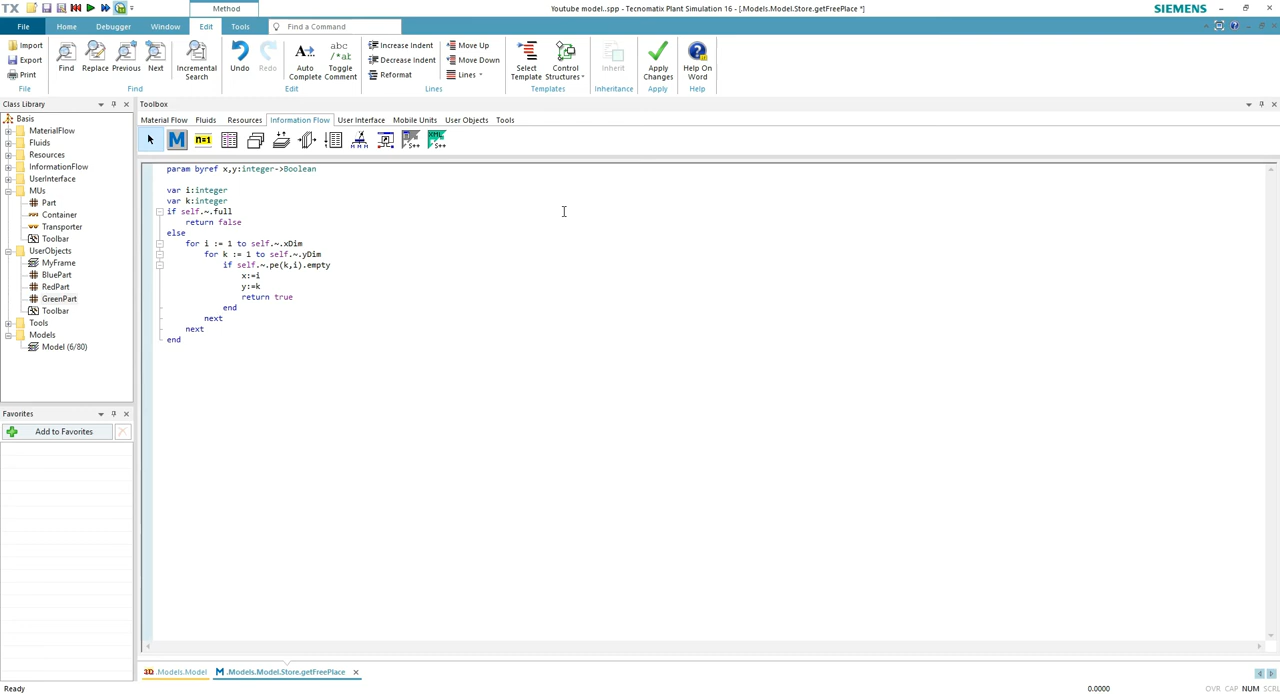 TX
Method
Youtube model..spp - Tecnomatix Plant Simulation 16 - [.Models.Model.Store.getFreePlace *]
SIEMENS
File Home Debugger Window Edit Tools Find a Command
Import
Export
Print
File
Find Replace Previous Next
Incremental Search
Find
Undo Redo
abc /*ab
Auto Complete
Toggle Comment
Edit
Increase Indent
Decrease Indent
Reformat
Move Up
Move Down
Lines
Lines
Select Template
Control Structures
Templates
Inherit
Inheritance
Apply Changes
Apply
Help On Word
Help
Class Library
Toolbox
Material Flow Fluids Resources Information Flow User Interface Mobile Units User Objects Tools
M n=1
Basis
MaterialFlow
Fluids
Resources
InformationFlow
UserInterface
MUs
Part
Container
Transporter
Toolbar
UserObjects
MyFrame
BluePart
RedPart
GreenPart
Toolbar
Tools
Models
Model (6/80)
Favorites
Add to Favorites
param byref x,y:integer->Boolean
var i:integer
var k:integer
if self.~.full
return false
else
for i := 1 to self.~.xDim
for k := 1 to self.~.yDim
if self.~.pe(k,i).empty
x:=i
y:=k
return true
end
next
next
end
3D .Models.Model
M .Models.Model.Store.getFreePlace
Ready
0.0000
OVR CAP NUM SCRL